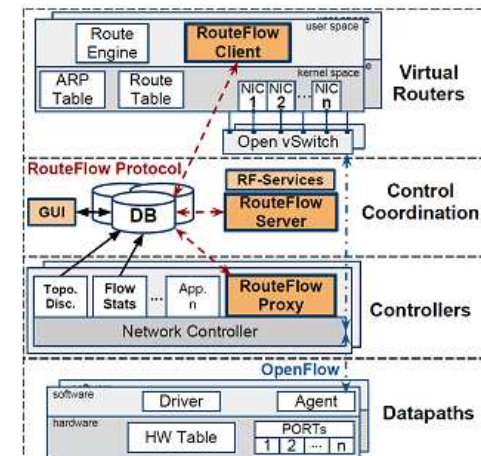 user space
user space
Route
Engine
RouteFlow
Client
kernel space
ARP
Table
Route
Table
NIC
1
NIC
2
...
NIC
n
Virtual
Routers
Open vSwitch
RouteFlow Protocol
RF-Services
GUI
DB
RouteFlow
Server
Control
Coordination
Topo.
Disc.
Flow
Stats
...
App.
n
RouteFlow
Proxy
Network Controller
Controllers
OpenFlow
software
Driver
Agent
Datapaths
hardware
HW Table
PORTs
1 2 ... n